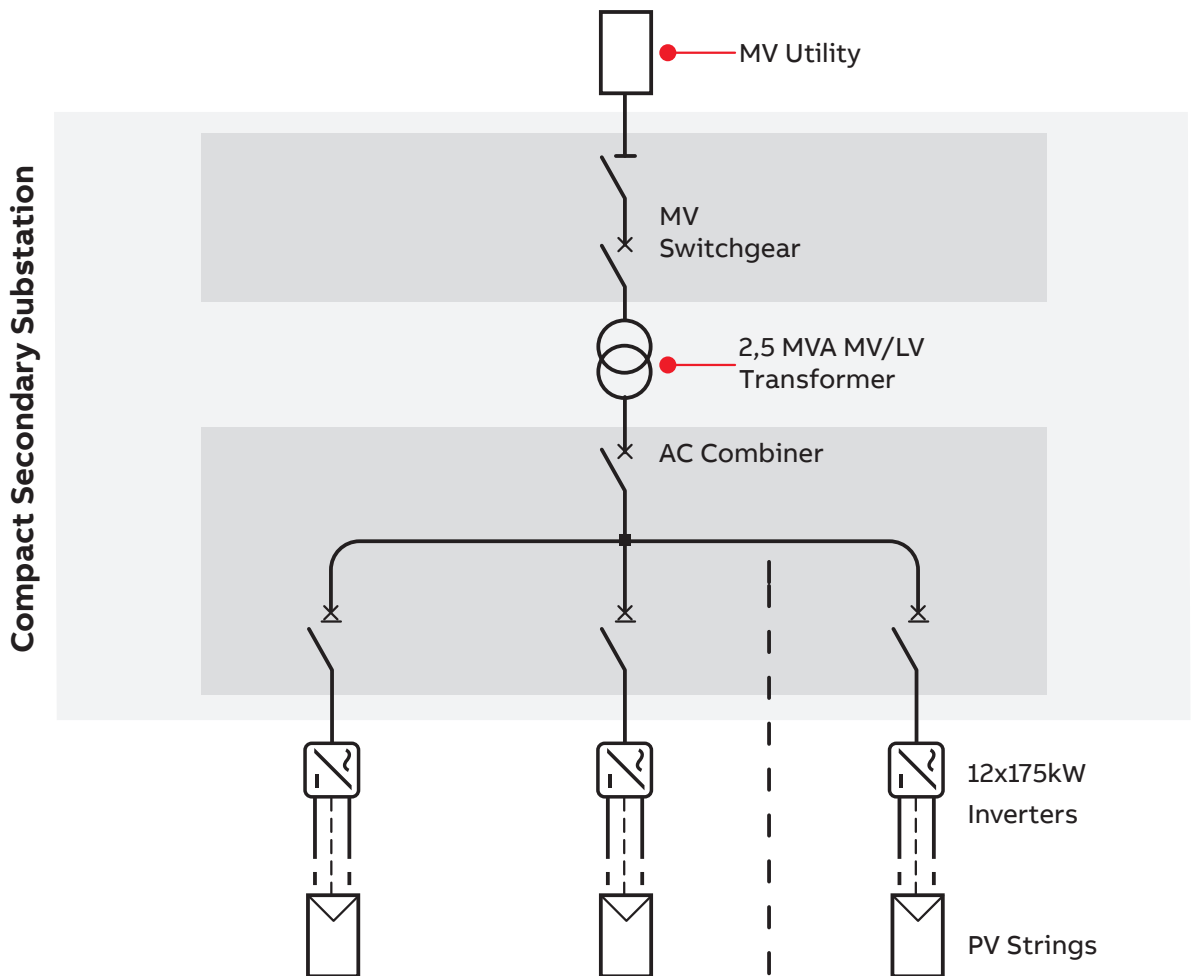 MV Utility
Compact Secondary Substation
MV
Switchgear
2,5 MVA MV/LV
Transformer
AC Combiner
12x175kW
Inverters
PV Strings